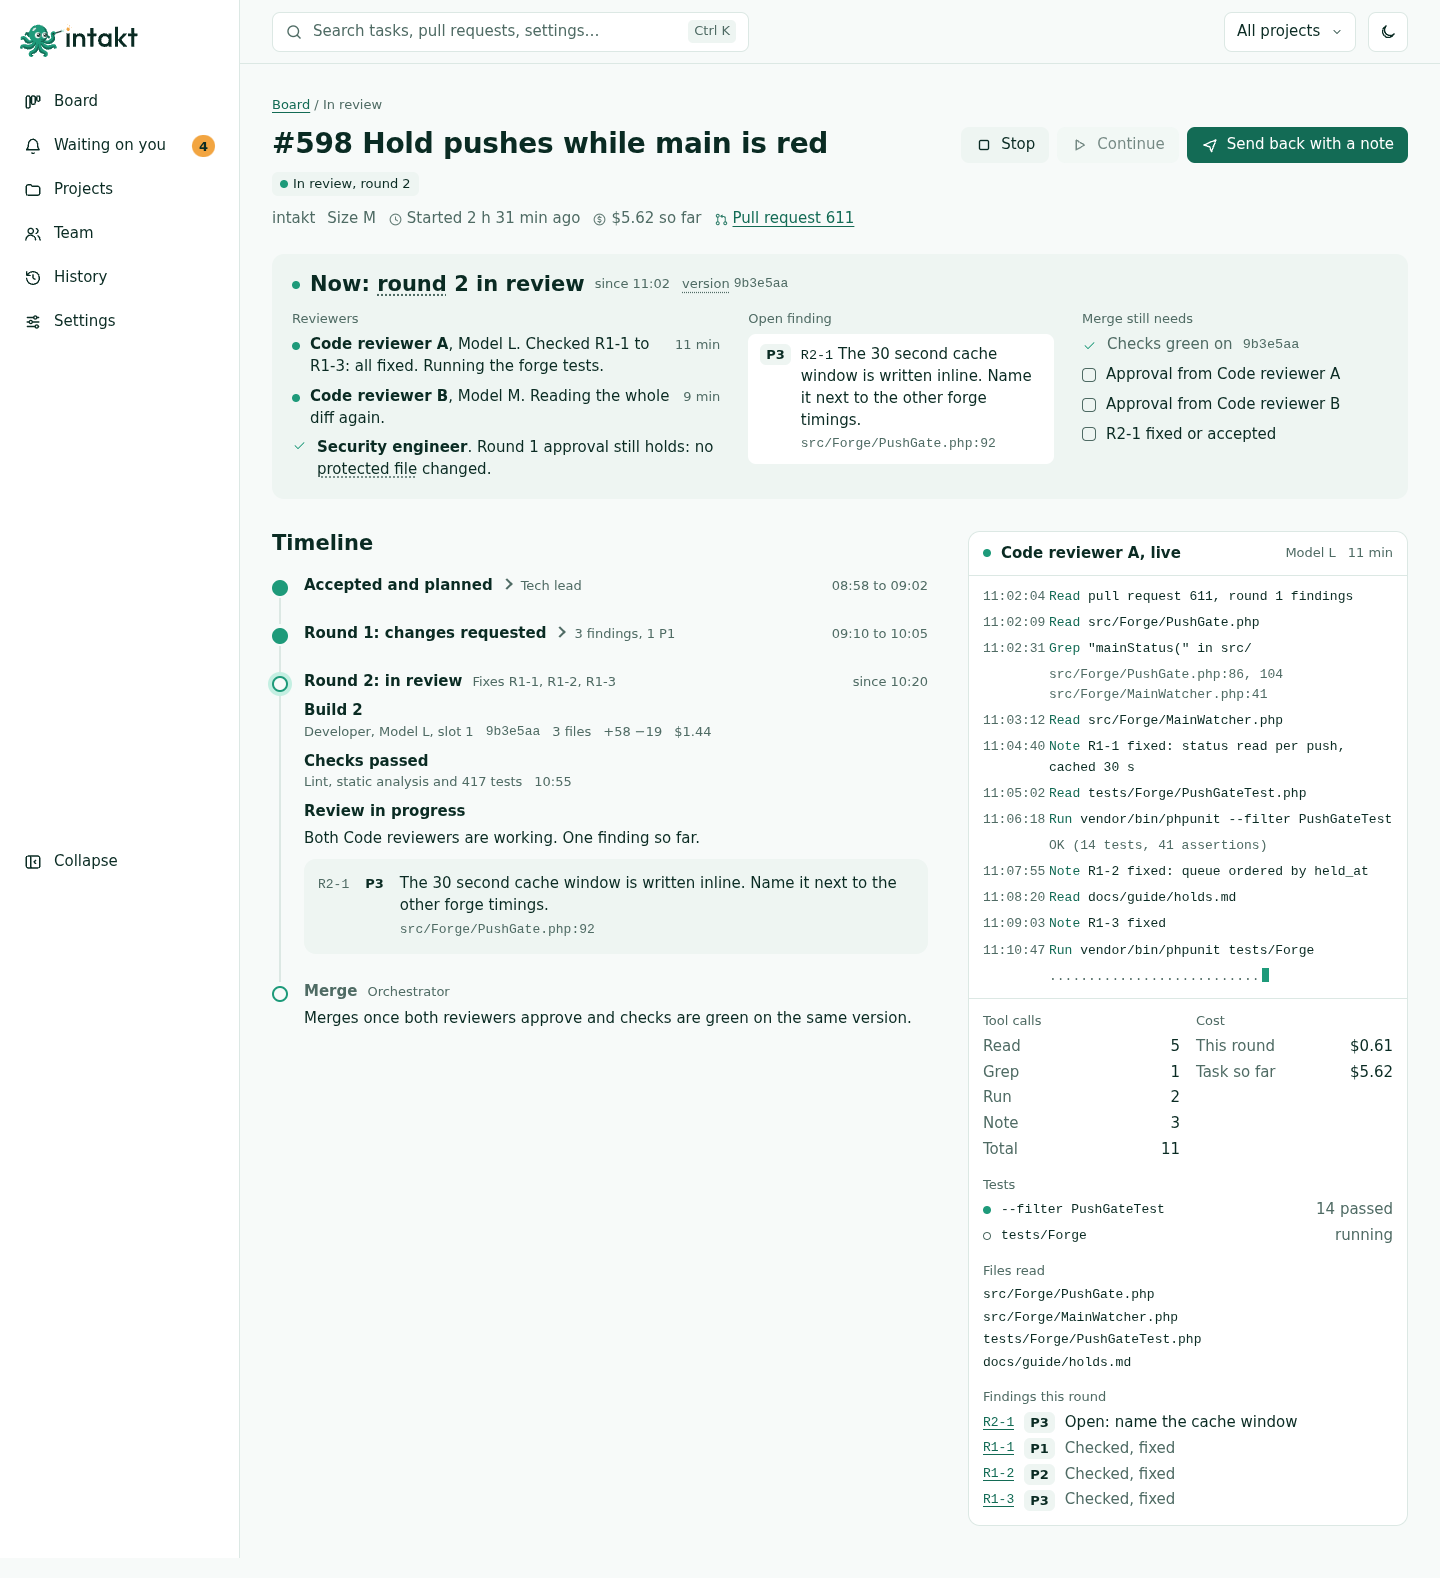 intakt
Board
Waiting on you 4
Projects
Team
History
Settings
Collapse
Search tasks, pull requests, settings... Ctrl K
All projects
Board / In review
#598 Hold pushes while main is red
Stop
Continue
Send back with a note
In review, round 2
intakt Size M Started 2 h 31 min ago $5.62 so far Pull request 611
Now: round 2 in review since 11:02 version 9b3e5aa
Reviewers
Code reviewer A, Model L. Checked R1-1 to 11 min
R1-3: all fixed. Running the forge tests.
Code reviewer B, Model M. Reading the whole 9 min
diff again.
Security engineer. Round 1 approval still holds: no
protected file changed.
Open finding
P3 R2-1 The 30 second cache
window is written inline. Name
it next to the other forge
timings.
src/Forge/PushGate.php:92
Merge still needs
Checks green on 9b3e5aa
Approval from Code reviewer A
Approval from Code reviewer B
R2-1 fixed or accepted
Timeline
Accepted and planned Tech lead 08:58 to 09:02
Round 1: changes requested 3 findings, 1 P1 09:10 to 10:05
Round 2: in review Fixes R1-1, R1-2, R1-3 since 10:20
Build 2
Developer, Model L, slot 1 9b3e5aa 3 files +58 −19 $1.44
Checks passed
Lint, static analysis and 417 tests 10:55
Review in progress
Both Code reviewers are working. One finding so far.
R2-1 P3 The 30 second cache window is written inline. Name it next to the
other forge timings.
src/Forge/PushGate.php:92
Merge Orchestrator
Merges once both reviewers approve and checks are green on the same version.
Code reviewer A, live Model L 11 min
11:02:04 Read pull request 611, round 1 findings
11:02:09 Read src/Forge/PushGate.php
11:02:31 Grep "mainStatus(" in src/
src/Forge/PushGate.php:86, 104
src/Forge/MainWatcher.php:41
11:03:12 Read src/Forge/MainWatcher.php
11:04:40 Note R1-1 fixed: status read per push,
cached 30 s
11:05:02 Read tests/Forge/PushGateTest.php
11:06:18 Run vendor/bin/phpunit --filter PushGateTest
OK (14 tests, 41 assertions)
11:07:55 Note R1-2 fixed: queue ordered by held_at
11:08:20 Read docs/guide/holds.md
11:09:03 Note R1-3 fixed
11:10:47 Run vendor/bin/phpunit tests/Forge
...........................
Tool calls
Read 5
Grep 1
Run 2
Note 3
Total 11
Cost
This round $0.61
Task so far $5.62
Tests
--filter PushGateTest 14 passed
tests/Forge running
Files read
src/Forge/PushGate.php
src/Forge/MainWatcher.php
tests/Forge/PushGateTest.php
docs/guide/holds.md
Findings this round
R2-1 P3 Open: name the cache window
R1-1 P1 Checked, fixed
R1-2 P2 Checked, fixed
R1-3 P3 Checked, fixed